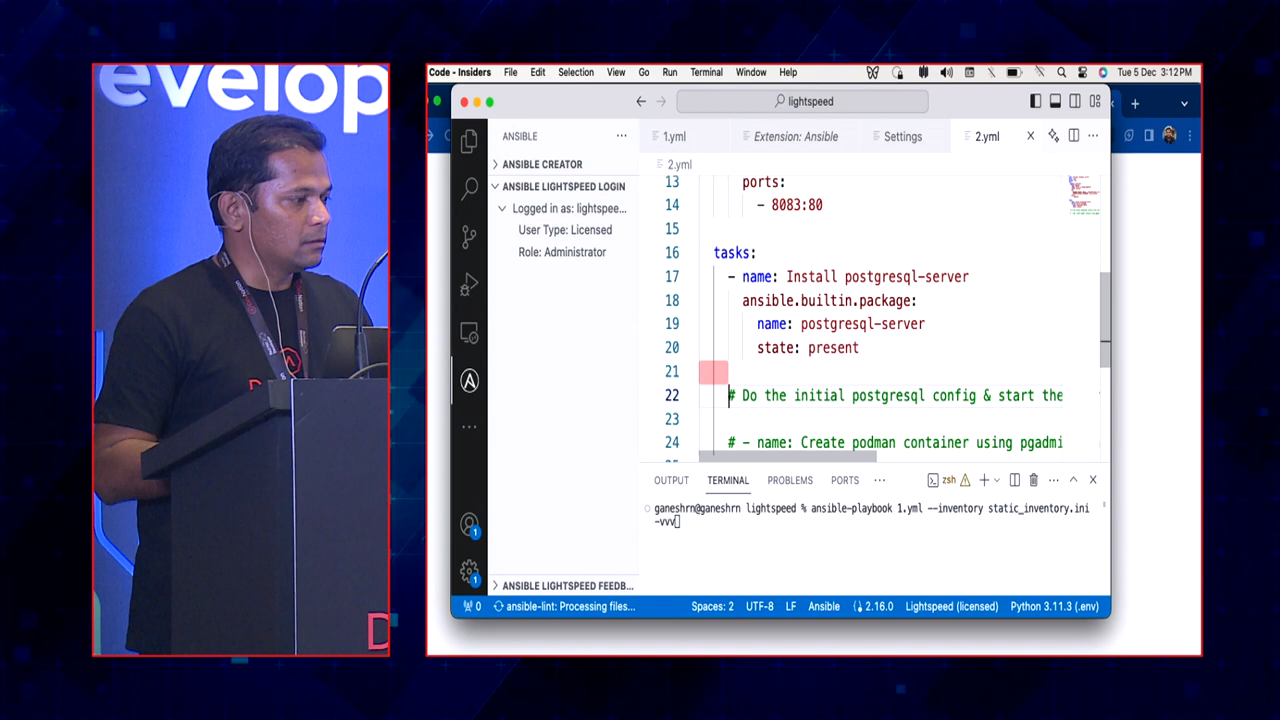 evelop
D
D
Code - Insiders File Edit Selection View Go Run Terminal Window Help Tue 5 Dec 3:12 PM
lightspeed
ANSIBLE
1.yml Extension: Ansible Settings 2.yml
ANSIBLE CREATOR
2.yml
ANSIBLE LIGHTSPEED LOGIN
Logged in as: lightspee...
User Type: Licensed
Role: Administrator
13 ports:
14 - 8083:80
15
16 tasks:
17 - name: Install postgresql-server
18 ansible.builtin.package:
19 name: postgresql-server
20 state: present
21
22 # Do the initial postgresql config & start the
23
24 # - name: Create podman container using pgadmi
OUTPUT TERMINAL PROBLEMS PORTS ... zsh
ganeshrn@ganeshrn lightspeed % ansible-playbook 1.yml --inventory static_inventory.ini
-vvv
1
1
ANSIBLE LIGHTSPEED FEEDB...
0 ansible-lint: Processing files... Spaces: 2 UTF-8 LF Ansible 2.16.0 Lightspeed (licensed) Python 3.11.3 (.env)